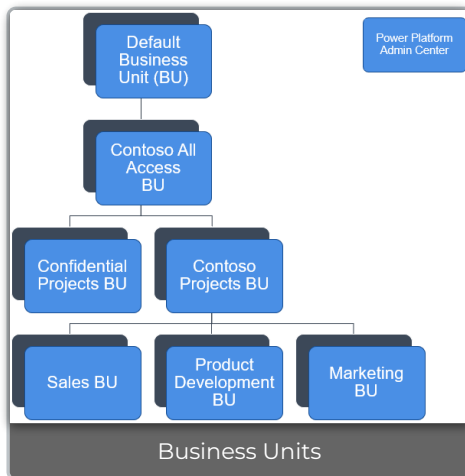 Default
Business
Unit (BU)
Power Platform
Admin Center
Contoso All
Access
BU
Confidential
Projects BU
Contoso
Projects BU
Sales BU
Product
Development
BU
Marketing
BU
Business Units